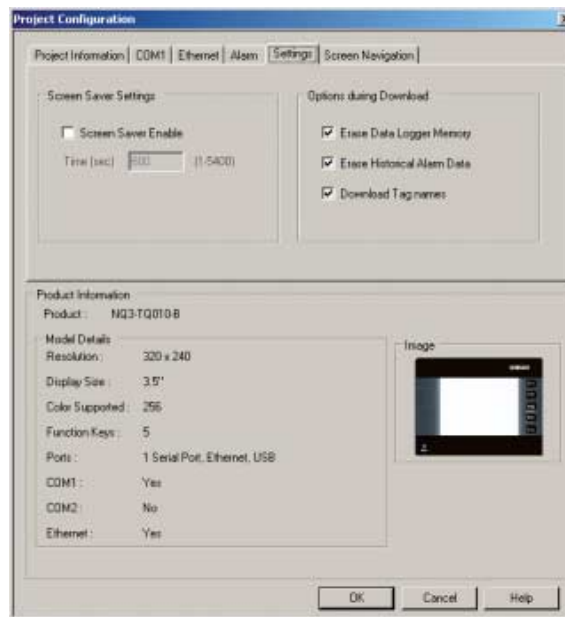 Project Configuration
Project Information
COM1
Ethernet
Alarm
Settings
Screen Navigation
Screen Saver Settings
Screen Saver Enable
Time (sec)
600
(1-5400)
Options during Download
Erase Data Logger Memory
Erase Historical Alarm Data
Download Tag names
Product Information
Product : NQ3-TQ010-B
Model Details
Resolution : 320 x 240
Display Size : 3.5"
Color Supported : 256
Function Keys : 5
Ports : 1 Serial Port, Ethernet, USB
COM1 : Yes
COM2 : No
Ethernet : Yes
Image
OK
Cancel
Help